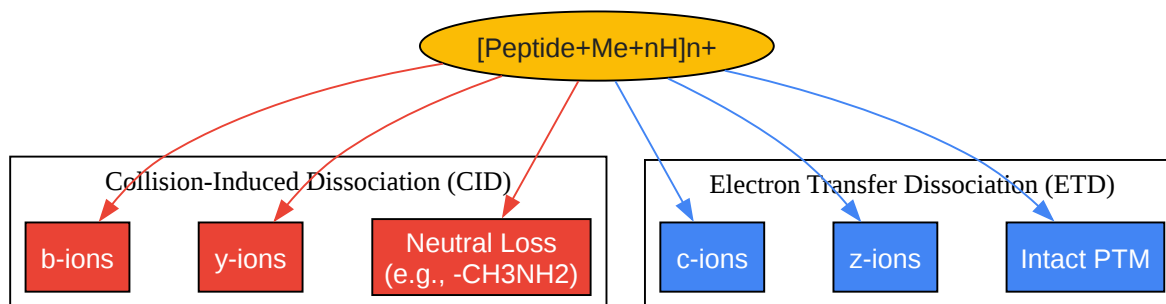 [Peptide+Me+nH]n+
Collision-Induced Dissociation (CID)
b-ions
y-ions
Neutral Loss
(e.g., -CH3NH2)
Electron Transfer Dissociation (ETD)
c-ions
z-ions
Intact PTM